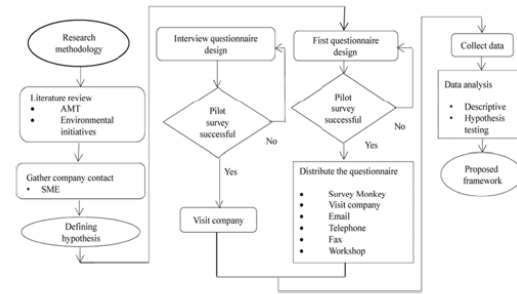 Research
methodology
Literature review
AMT
Environmental
initiatives
Gather company contact
SME
Defining
hypothesis
Interview questionnaire
design
Pilot
survey
successful
No
Yes
Visit company
First questionnaire
design
Pilot
survey
successful
No
Yes
Distribute the questionnaire
Survey Monkey
Visit company
Email
Telephone
Fax
Workshop
Collect data
Data analysis
Descriptive
Hypothesis
testing
Proposed
framework